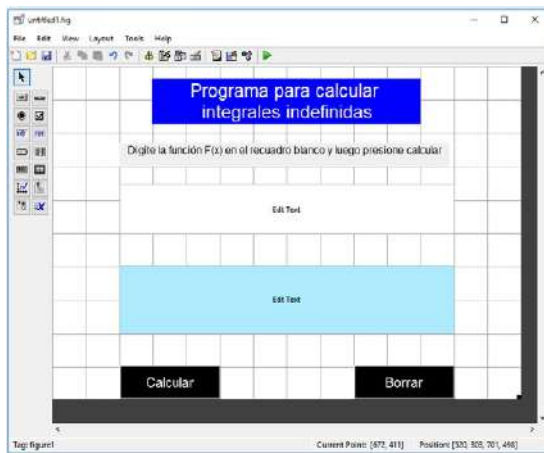 untitled1.fig
File Edit View Layout Tools Help
Programa para calcular
integrales indefinidas
Digite la función F(x) en el recuadro blanco y luego presione calcular
Edit Text
Edit Text
Calcular Borrar
Tag: figure1 Current Point: [672, 411] Position: [520, 303, 701, 498]